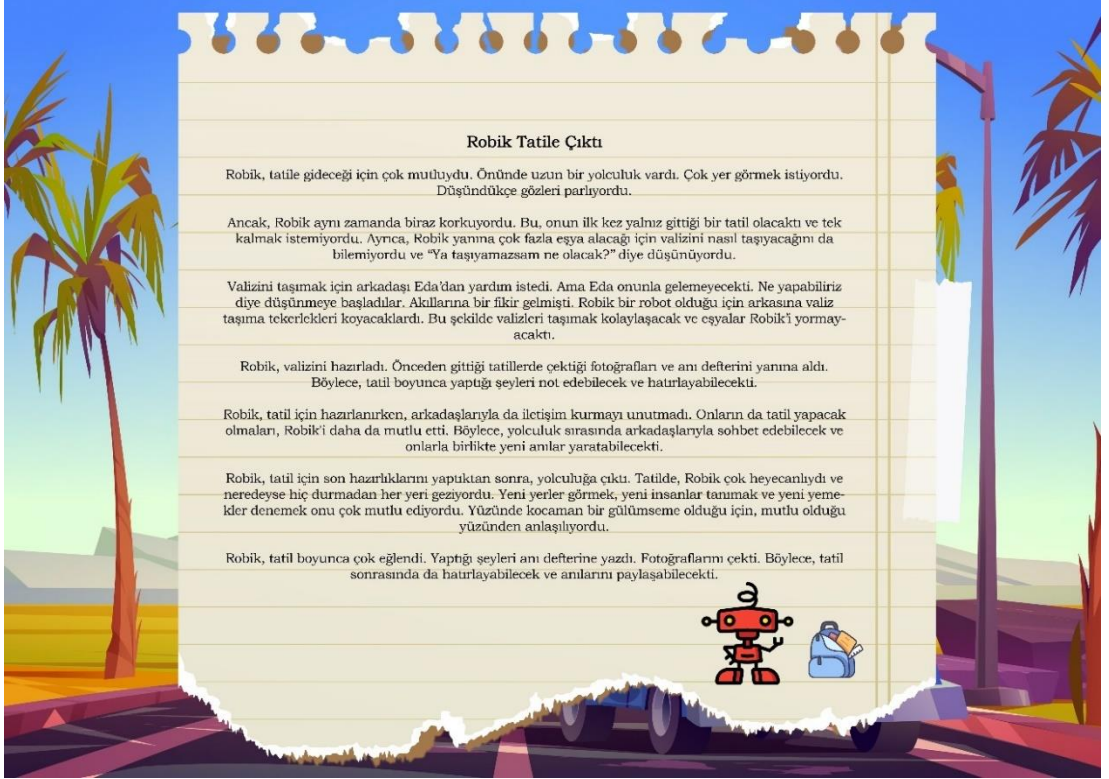 Robik Tatile Çıktı
Robik, tatile gideceği için çok mutluydu. Önünde uzun bir yolculuk vardı. Çok yer görmek istiyordu.
Düşündükçe gözleri parlıyordu.
Ancak, Robik aynı zamanda biraz korkuyordu. Bu, onun ilk kez yalnız gittiği bir tatil olacaktı ve tek
kalmak istemiyordu. Ayrıca, Robik yanına çok fazla eşya alacağı için valizini nasıl taşıyacağını da
bilemiyordu ve “Ya taşıyamazsam ne olacak?” diye düşünüyordu.
Valizini taşımak için arkadaşı Eda’dan yardım istedi. Ama Eda onunla gelemeyecekti. Ne yapabiliriz
diye düşünmeye başladılar. Akıllarına bir fikir gelmişti. Robik bir robot olduğu için arkasına valiz
taşıma tekerlekleri koyacaklardı. Bu şekilde valizleri taşımak kolaylaşacak ve eşyalar Robik’i yormay-
acaktı.
Robik, valizini hazırladı. Önceden gittiği tatillerde çektiği fotoğrafları ve anı defterini yanına aldı.
Böylece, tatil boyunca yaptığı şeyleri not edebilecek ve hatırlayabilecekti.
Robik, tatil için hazırlanırken, arkadaşlarıyla da iletişim kurmayı unutmadı. Onların da tatil yapacak
olmaları, Robik'i daha da mutlu etti. Böylece, yolculuk sırasında arkadaşlarıyla sohbet edebilecek ve
onlarla birlikte yeni anılar yaratabilecekti.
Robik, tatil için son hazırlıklarını yaptıktan sonra, yolculuğa çıktı. Tatilde, Robik çok heyecanlıydı ve
neredeyse hiç durmadan her yeri geziyordu. Yeni yerler görmek, yeni insanlar tanımak ve yeni yeme-
kler denemek onu çok mutlu ediyordu. Yüzünde kocaman bir gülümseme olduğu için, mutlu olduğu
yüzünden anlaşılıyordu.
Robik, tatil boyunca çok eğlendi. Yaptığı şeyleri anı defterine yazdı. Fotoğraflarını çekti. Böylece, tatil
sonrasında da hatırlayabilecek ve anılarını paylaşabilecekti.